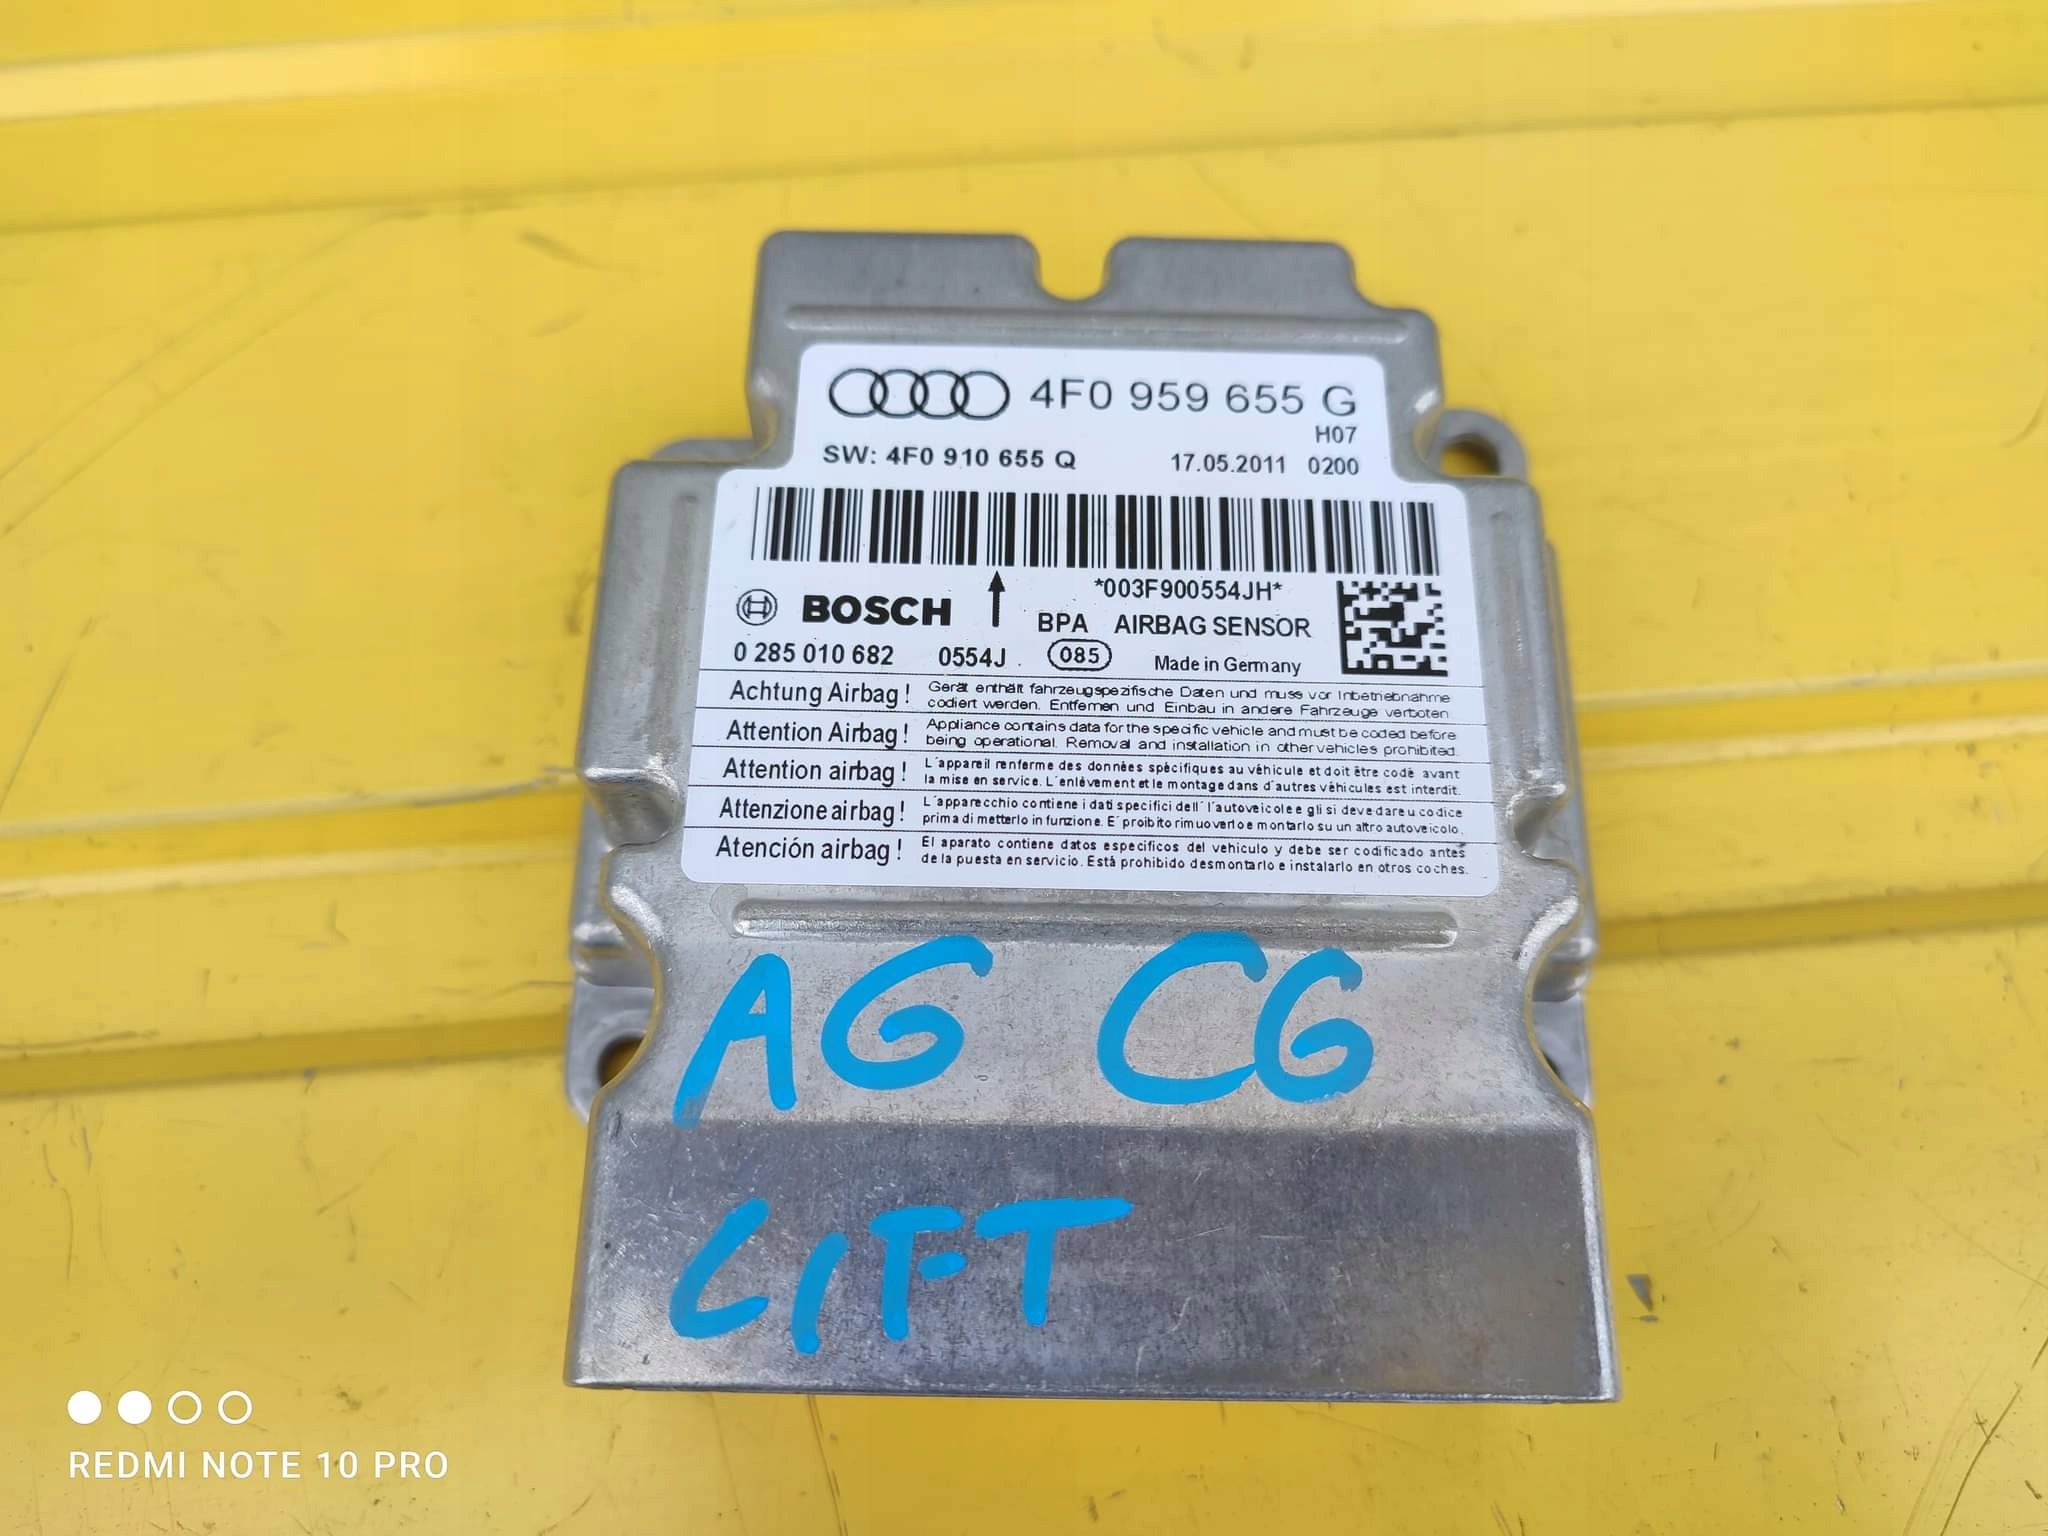 4F0 959 655 G
H07
SW: 4F0 910 655 Q 17.05.2011 0200
*003F900554JH*
BOSCH BPA AIRBAG SENSOR
0 285 010 682 0554J 085 Made in Germany
Achtung Airbag! Gerät enthält fahrzeugspezifische Daten und muss vor Inbetriebnahme
codiert werden. Entfernen und Einbau in andere Fahrzeuge verboten.
Attention Airbag! Appliance contains data for the specific vehicle and must be coded before
being operational. Removal and installation in other vehicles prohibited.
Attention airbag! L'appareil renferme des données spécifiques au véhicule et doit être codé avant
la mise en service. L'enlèvement et le montage dans d'autres véhicules est interdit.
Attenzione airbag! L'apparecchio contiene i dati specifici dell' l'autoveicolo e gli si deve dare u codice
prima di metterlo in funzione. E' proibito rimuoverlo e montarlo su un altro autoveicolo.
Atención airbag! El aparato contiene datos especificos del vehiculo y debe ser codificado antes
de la puesta en servicio. Está prohibido desmontarlo e instalarlo en otros coches.
AG CG
LIFT
REDMI NOTE 10 PRO